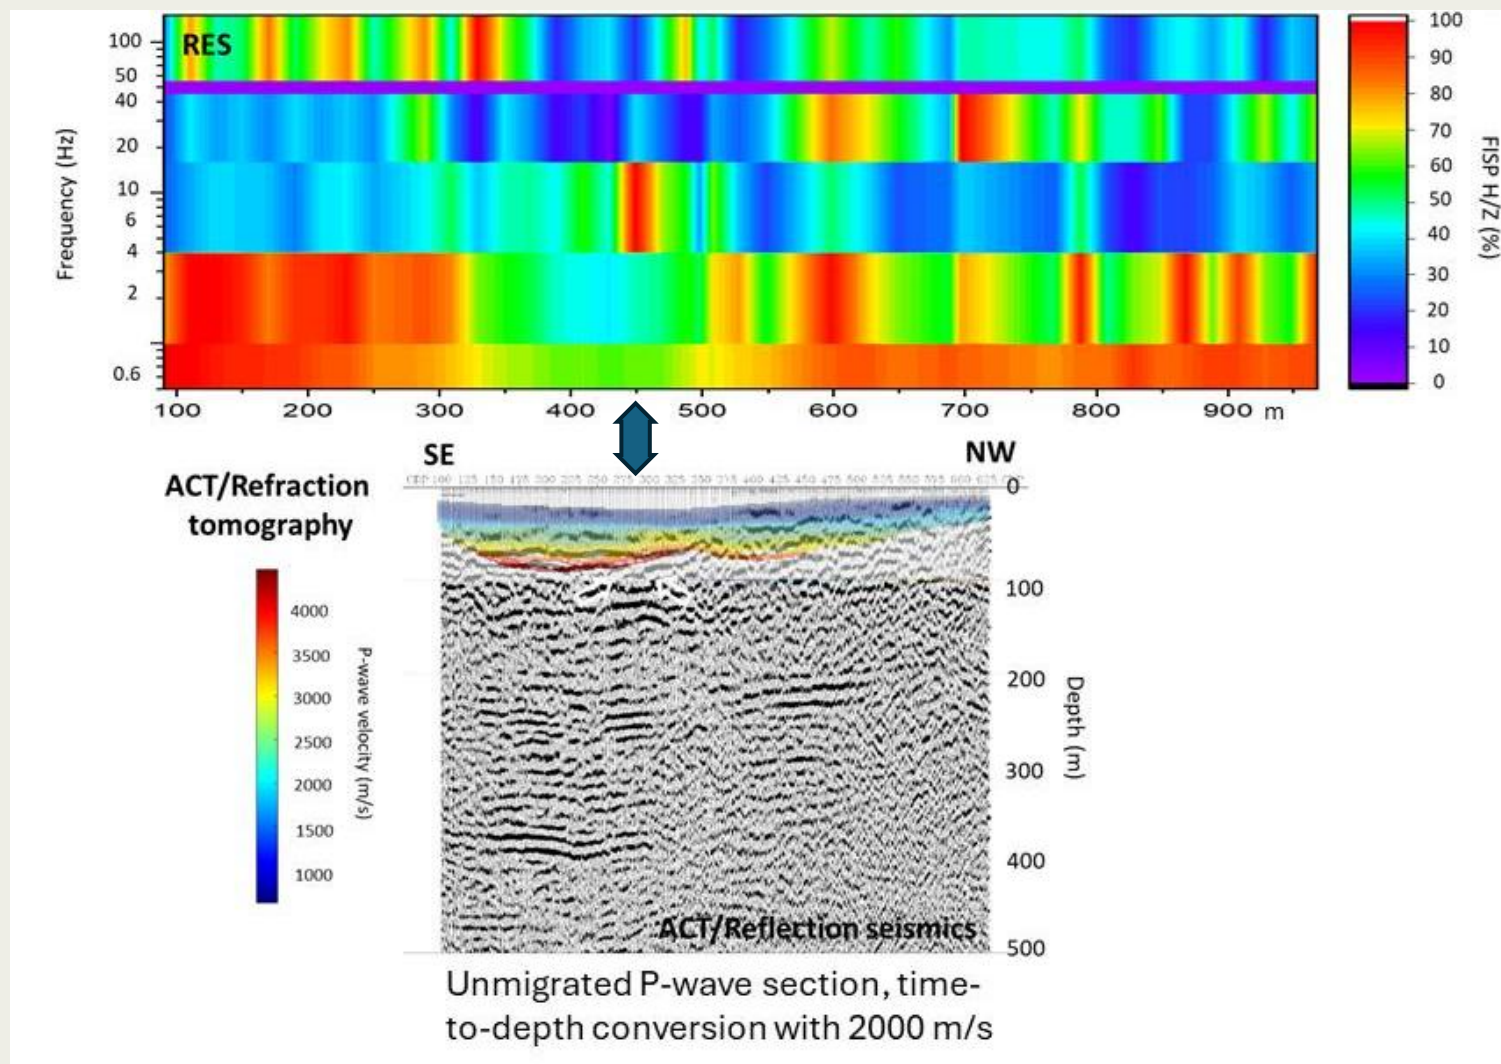 RES
100
50
40
20
10
6
4
2
0.6
Frequency (Hz)
100 200 300 400 500 600 700 800 900 m
100
90
80
70
60
50
40
30
20
10
0
FISP H/Z (%)
SE
NW
ACT/Refraction
tomography
4000
3500
3000
2500
2000
1500
1000
P-wave velocity (m/s)
0
100
200
300
400
500
Depth (m)
ACT/Reflection seismics
Unmigrated P-wave section, time-
to-depth conversion with 2000 m/s